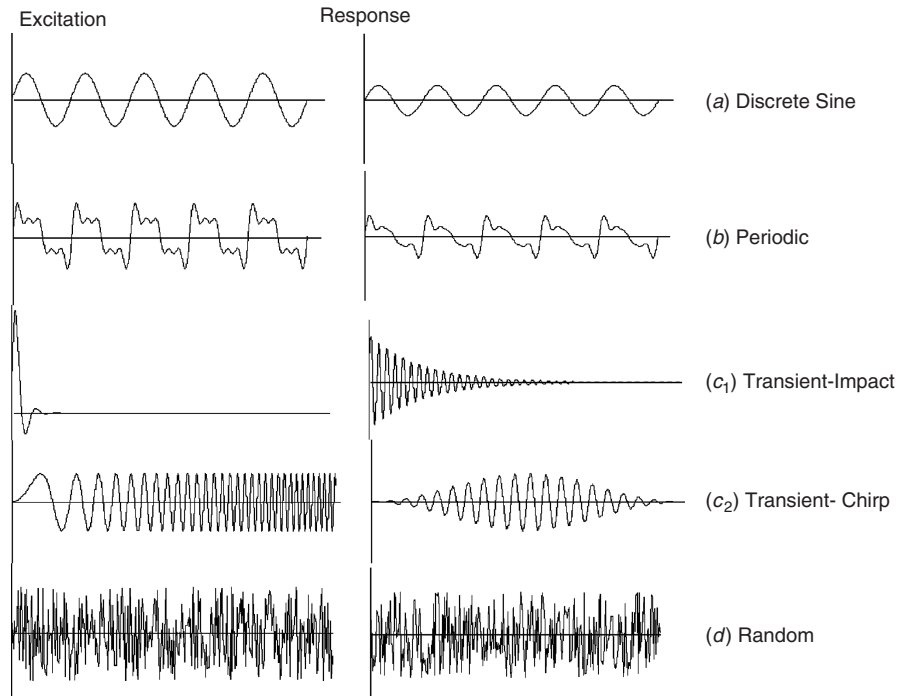 Excitation
Response
(a) Discrete Sine
(b) Periodic
(c1) Transient-Impact
(c2) Transient- Chirp
(d) Random